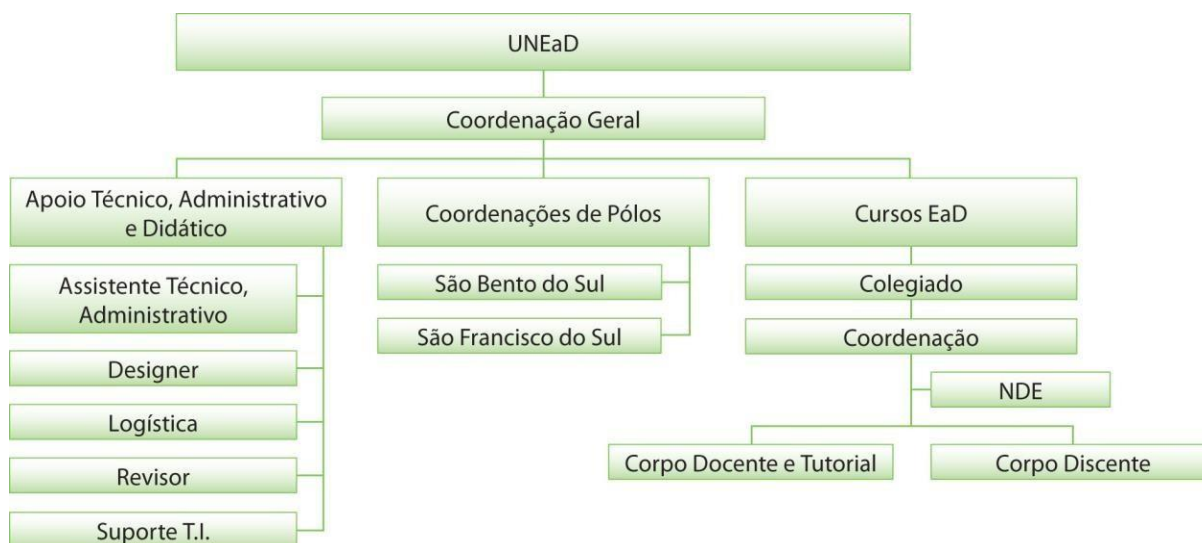 UNEaD
Coordenação Geral
Apoio Técnico, Administrativo
e Didático
Assistente Técnico,
Administrativo
Designer
Logística
Revisor
Suporte T.I.
Coordenações de Pólos
São Bento do Sul
São Francisco do Sul
Cursos EaD
Colegiado
Coordenação
NDE
Corpo Docente e Tutorial
Corpo Discente